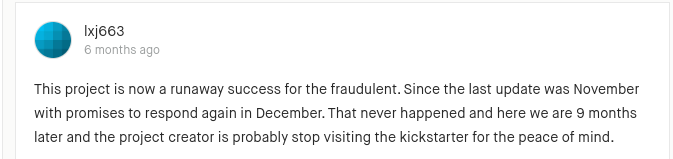 lxj663
6 months ago
This project is now a runaway success for the fraudulent. Since the last update was November
with promises to respond again in December. That never happened and here we are 9 months
later and the project creator is probably stop visiting the kickstarter for the peace of mind.